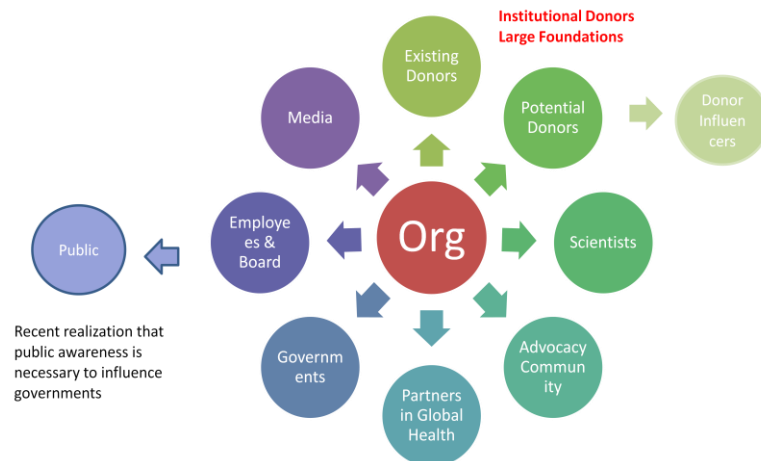 Institutional Donors
Large Foundations
Existing
Donors
Media
Potential
Donors
Donor
Influen
cers
Employe
es &
Board
Org
Scientists
Public
Recent realization that
public awareness is
necessary to influence
governments
Governm
ents
Partners
in Global
Health
Advocacy
Commun
ity